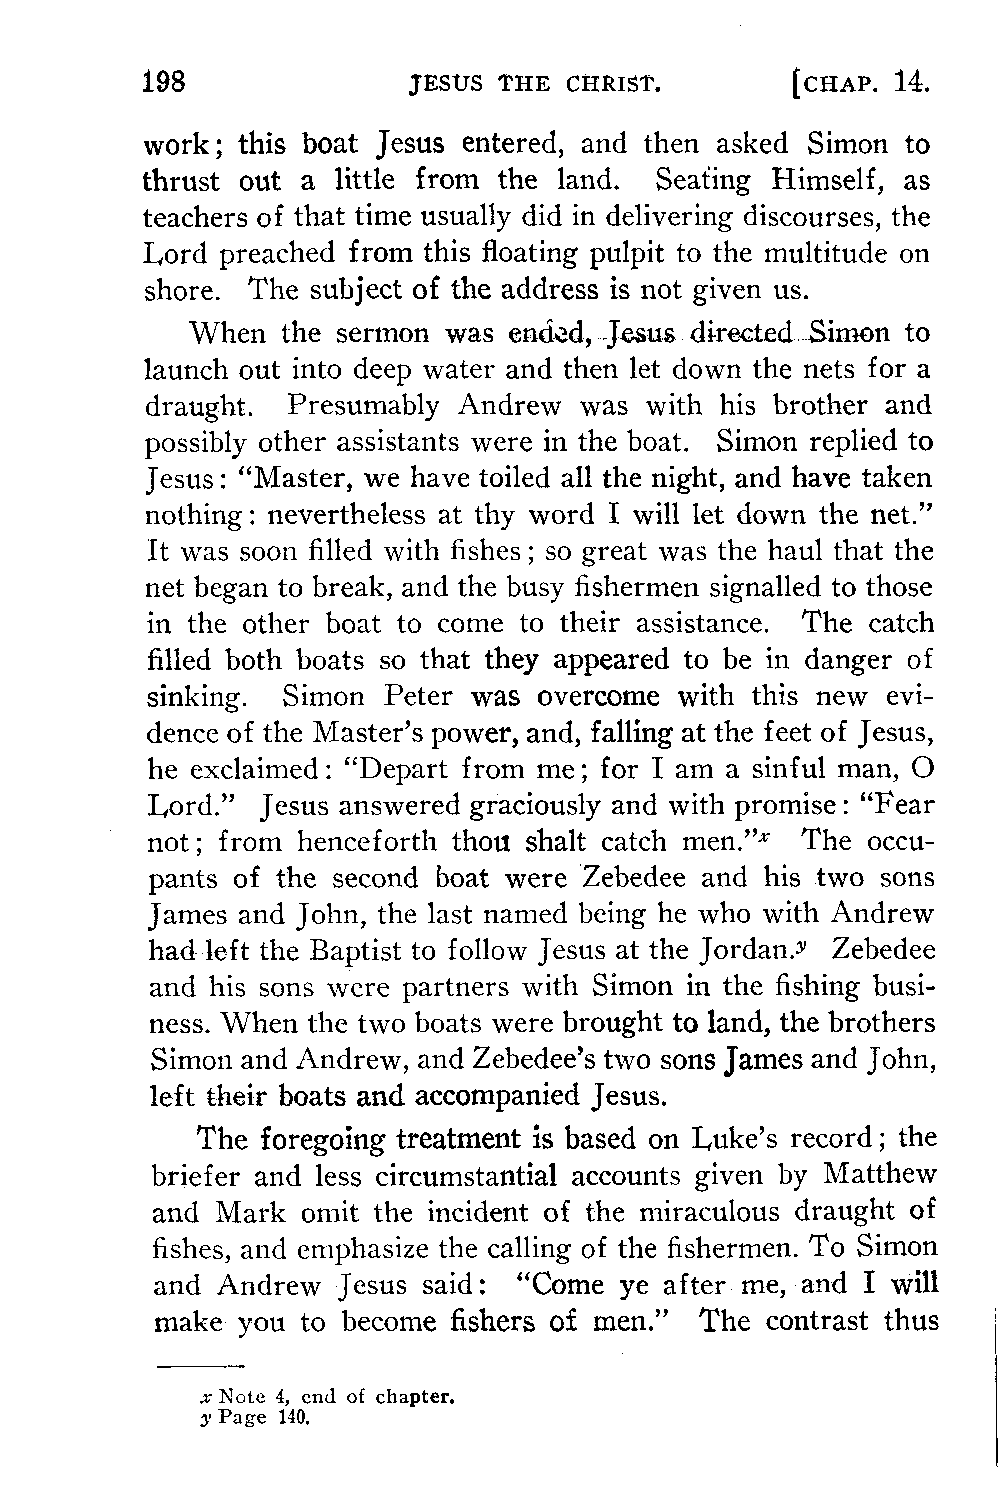 198 JESUS THE CHRIST. [CHAP. 14.
work; this boat Jesus entered, and then asked Simon to
thrust out a little from the land. Seating Himself, as
teachers of that time usually did in delivering discourses, the
Lord preached from this floating pulpit to the multitude on
shore. The subject of the address is not given us.
When the sermon was ended, Jesus directed Simon to
launch out into deep water and then let down the nets for a
draught. Presumably Andrew was with his brother and
possibly other assistants were in the boat. Simon replied to
Jesus: “Master, we have toiled all the night, and have taken
nothing: nevertheless at thy word I will let down the net.”
It was soon filled with fishes; so great was the haul that the
net began to break, and the busy fishermen signalled to those
in the other boat to come to their assistance. The catch
filled both boats so that they appeared to be in danger of
sinking. Simon Peter was overcome with this new evi-
dence of the Master’s power, and, falling at the feet of Jesus,
he exclaimed: “Depart from me; for I am a sinful man, O
Lord.” Jesus answered graciously and with promise: “Fear
not; from henceforth thou shalt catch men.”x The occu-
pants of the second boat were Zebedee and his two sons
James and John, the last named being he who with Andrew
had left the Baptist to follow Jesus at the Jordan.y Zebedee
and his sons were partners with Simon in the fishing busi-
ness. When the two boats were brought to land, the brothers
Simon and Andrew, and Zebedee’s two sons James and John,
left their boats and accompanied Jesus.
The foregoing treatment is based on Luke’s record; the
briefer and less circumstantial accounts given by Matthew
and Mark omit the incident of the miraculous draught of
fishes, and emphasize the calling of the fishermen. To Simon
and Andrew Jesus said: “Come ye after me, and I will
make you to become fishers of men.” The contrast thus
x Note 4, end of chapter.
y Page 140.